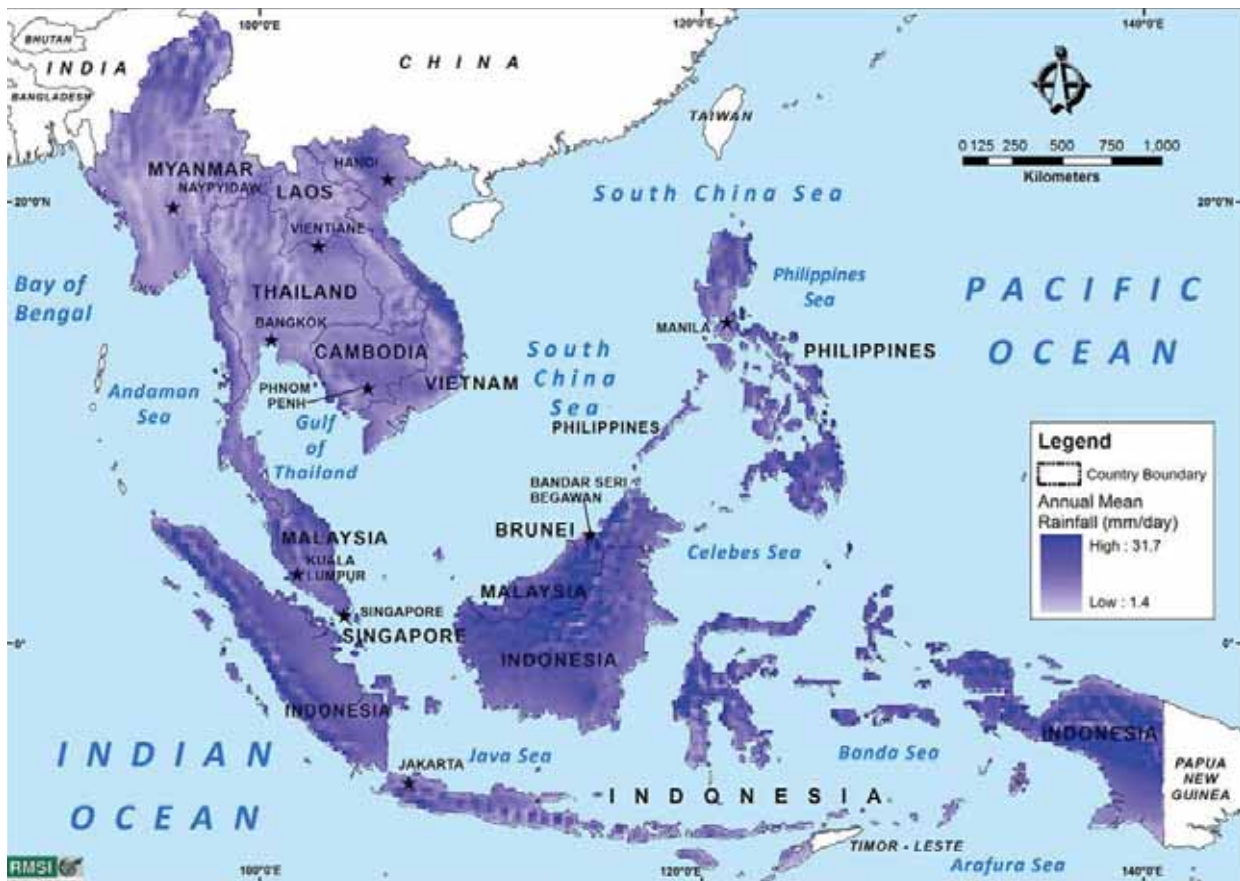 100°0'E
120°0'E
140°0'E
BHUTAN
INDIA
CHINA
BANGLADESH
TAIWAN
0 125 250 500 750 1,000
Kilometers
HANOI
MYANMAR
NAYPYIDAW
LAOS
20°0'N
South China Sea
20°0'N
VIENTIANE
Bay of
Bengal
THAILAND
Philippines
Sea
PACIFIC
OCEAN
BANGKOK
MANILA
CAMBODIA
South
China
Sea
PHILIPPINES
Andaman
Sea
PHNOM
PENH
VIETNAM
Gulf
of
Thailand
PHILIPPINES
Legend
Country Boundary
Annual Mean
Rainfall (mm/day)
High : 31.7
Low : 1.4
BANDAR SERI
BEGAWAN
BRUNEI
MALAYSIA
Celebes Sea
KUALA
LUMPUR
MALAYSIA
SINGAPORE
SINGAPORE
0°
0°
INDONESIA
INDONESIA
INDONESIA
INDIAN
OCEAN
Java Sea
Banda Sea
JAKARTA
PAPUA
NEW
GUINEA
INDONESIA
TIMOR - LESTE
Arafura Sea
RMSI
100°0'E
120°0'E
140°0'E